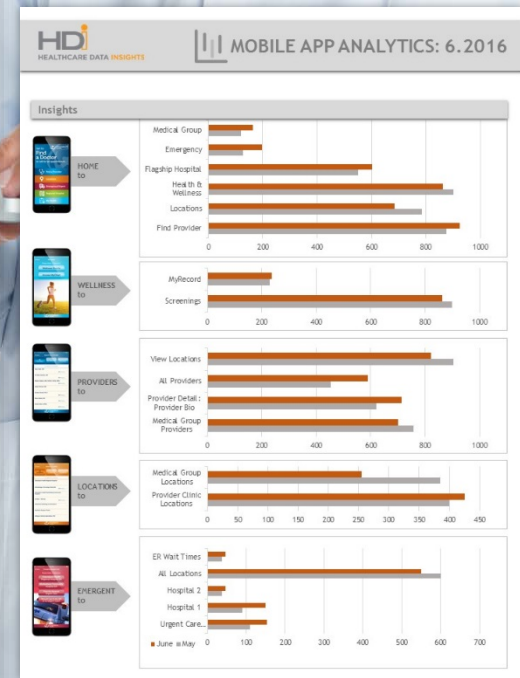 HDi
HEALTHCARE DATA INSIGHTS
MOBILE APP ANALYTICS: 6.2016
Insights
Find
a Doctor
HOME
to
Medical Group
Emergency
Flagship Hospital
Health &
Wellness
Locations
Find Provider
0 200 400 600 800 1000
WELLNESS
to
MyRecord
Screenings
0 200 400 600 800 1000
PROVIDERS
to
View Locations
All Providers
Provider Detail:
Provider Bio
Medical Group
Providers
0 200 400 600 800 1000
LOCATIONS
to
Medical Group
Locations
Provider Clinic
Locations
0 50 100 150 200 250 300 350 400 450
EMERGENT
to
ER Wait Times
All Locations
Hospital 2
Hospital 1
Urgent Care...
June May
0 100 200 300 400 500 600 700